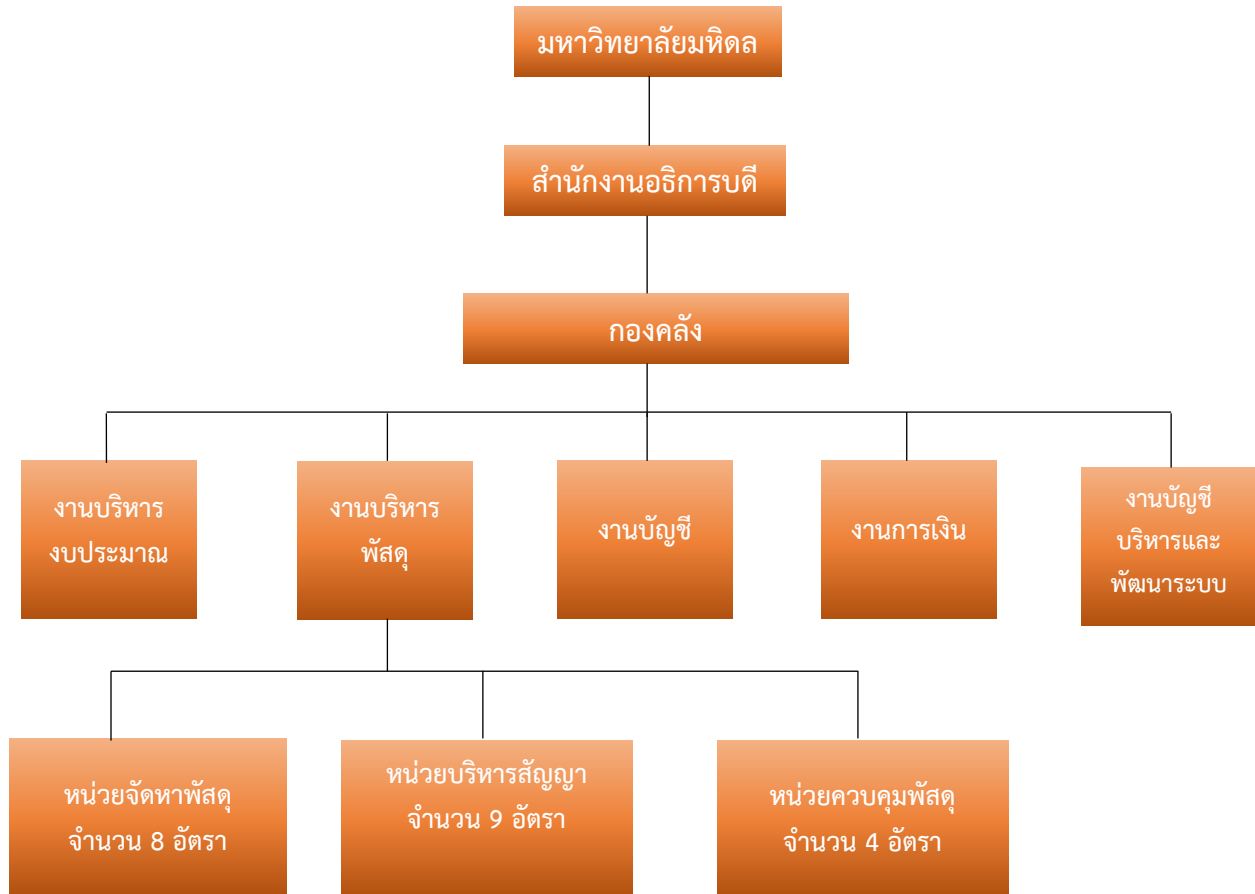 มหาวิทยาลัยมหิดล
สำนักงานอธิการบดี
กองคลัง
งานบริหาร
งบประมาณ
งานบริหาร
พัสดุ
งานบัญชี
งานการเงิน
งานบัญชี
บริหารและ
พัฒนาระบบ
หน่วยจัดหาพัสดุ
จำนวน 8 อัตรา
หน่วยบริหารสัญญา
จำนวน 9 อัตรา
หน่วยควบคุมพัสดุ
จำนวน 4 อัตรา